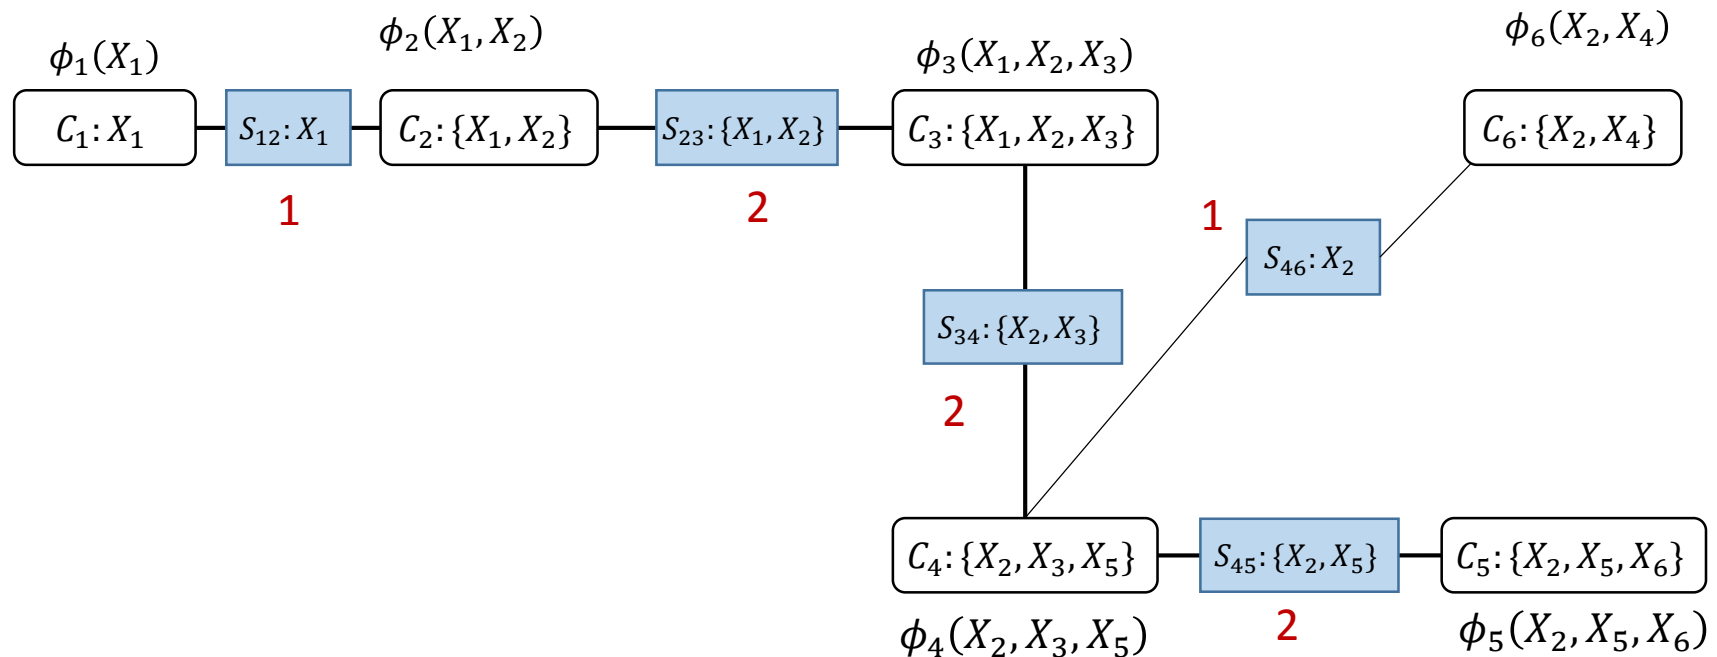 ϕ₁(X₁)
ϕ₂(X₁, X₂)
ϕ₃(X₁, X₂, X₃)
ϕ₆(X₂, X₄)
C₁: X₁
S₁₂: X₁
C₂: {X₁, X₂}
S₂₃: {X₁, X₂}
C₃: {X₁, X₂, X₃}
C₆: {X₂, X₄}
1
2
1
S₄₆: X₂
S₃₄: {X₂, X₃}
2
C₄: {X₂, X₃, X₅}
S₄₅: {X₂, X₅}
C₅: {X₂, X₅, X₆}
ϕ₄(X₂, X₃, X₅)
2
ϕ₅(X₂, X₅, X₆)